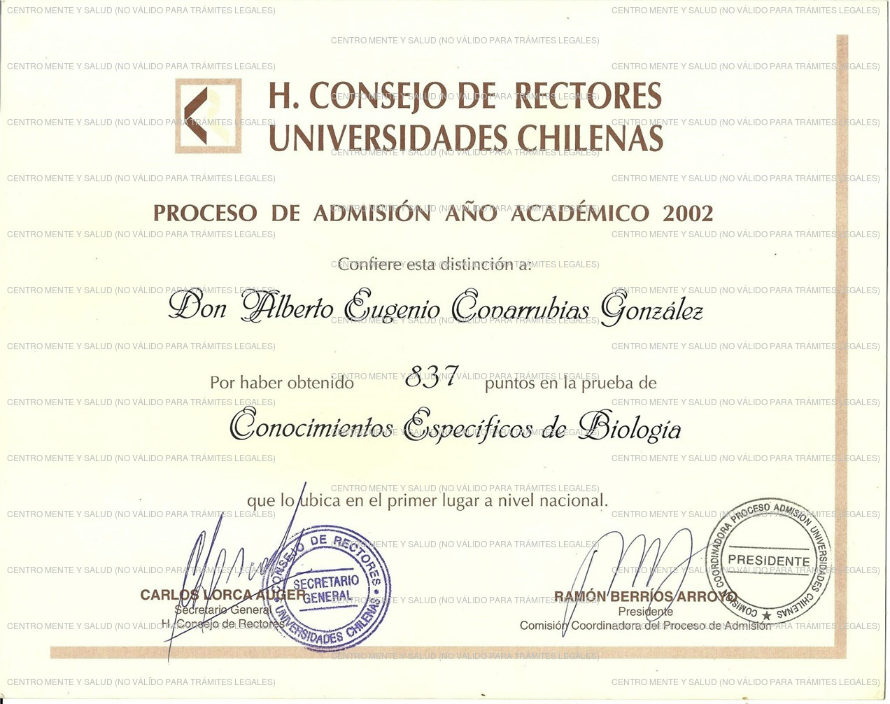 H. CONSEJO DE RECTORES
UNIVERSIDADES CHILENAS
PROCESO DE ADMISIÓN AÑO ACADÉMICO 2002
Confiere esta distinción a:
Don Alberto Eugenio Covarrubias González
Por haber obtenido 837 puntos en la prueba de
Conocimientos Específicos de Biología
que lo ubica en el primer lugar a nivel nacional.
CONSEJO DE RECTORES
SECRETARIO
GENERAL
UNIVERSIDADES CHILENAS
CARLOS LORCA AUGER
Secretario General
H. Consejo de Rectores
COMISIÓN COORDINADORA PROCESO ADMISIÓN UNIVERSIDADES CHILENAS
PRESIDENTE
RAMÓN BERRÍOS ARROYO
Presidente
Comisión Coordinadora del Proceso de Admisión
CENTRO MENTE Y SALUD (NO VÁLIDO PARA TRÁMITES LEGALES)